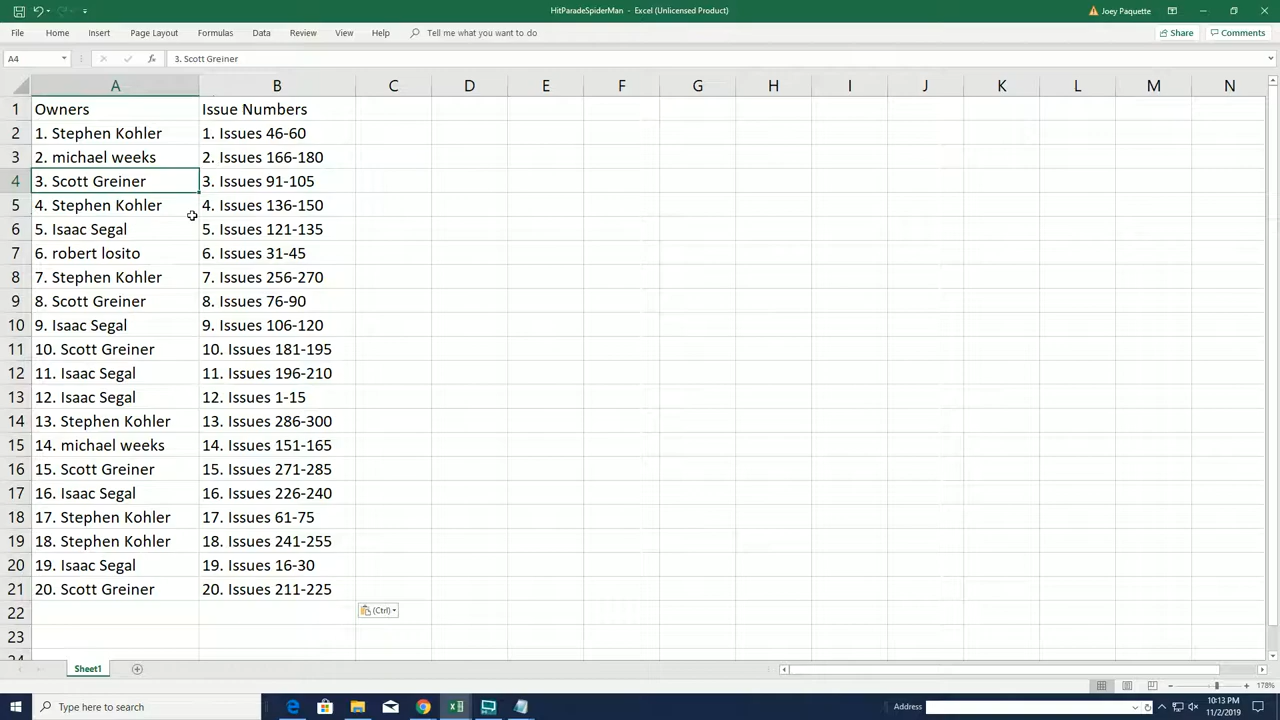 HitParadeSpiderMan - Excel (Unlicensed Product)
Joey Paquette
File Home Insert Page Layout Formulas Data Review View Help Tell me what you want to do Share Comments
A4 fx 3. Scott Greiner
A B C D E F G H I J K L M N
1 Owners Issue Numbers
2 1. Stephen Kohler 1. Issues 46-60
3 2. michael weeks 2. Issues 166-180
4 3. Scott Greiner 3. Issues 91-105
5 4. Stephen Kohler 4. Issues 136-150
6 5. Isaac Segal 5. Issues 121-135
7 6. robert losito 6. Issues 31-45
8 7. Stephen Kohler 7. Issues 256-270
9 8. Scott Greiner 8. Issues 76-90
10 9. Isaac Segal 9. Issues 106-120
11 10. Scott Greiner 10. Issues 181-195
12 11. Isaac Segal 11. Issues 196-210
13 12. Isaac Segal 12. Issues 1-15
14 13. Stephen Kohler 13. Issues 286-300
15 14. michael weeks 14. Issues 151-165
16 15. Scott Greiner 15. Issues 271-285
17 16. Isaac Segal 16. Issues 226-240
18 17. Stephen Kohler 17. Issues 61-75
19 18. Stephen Kohler 18. Issues 241-255
20 19. Isaac Segal 19. Issues 16-30
21 20. Scott Greiner 20. Issues 211-225
22 (Ctrl)
23
24
Sheet1
178%
Type here to search Address 10:13 PM
11/2/2019